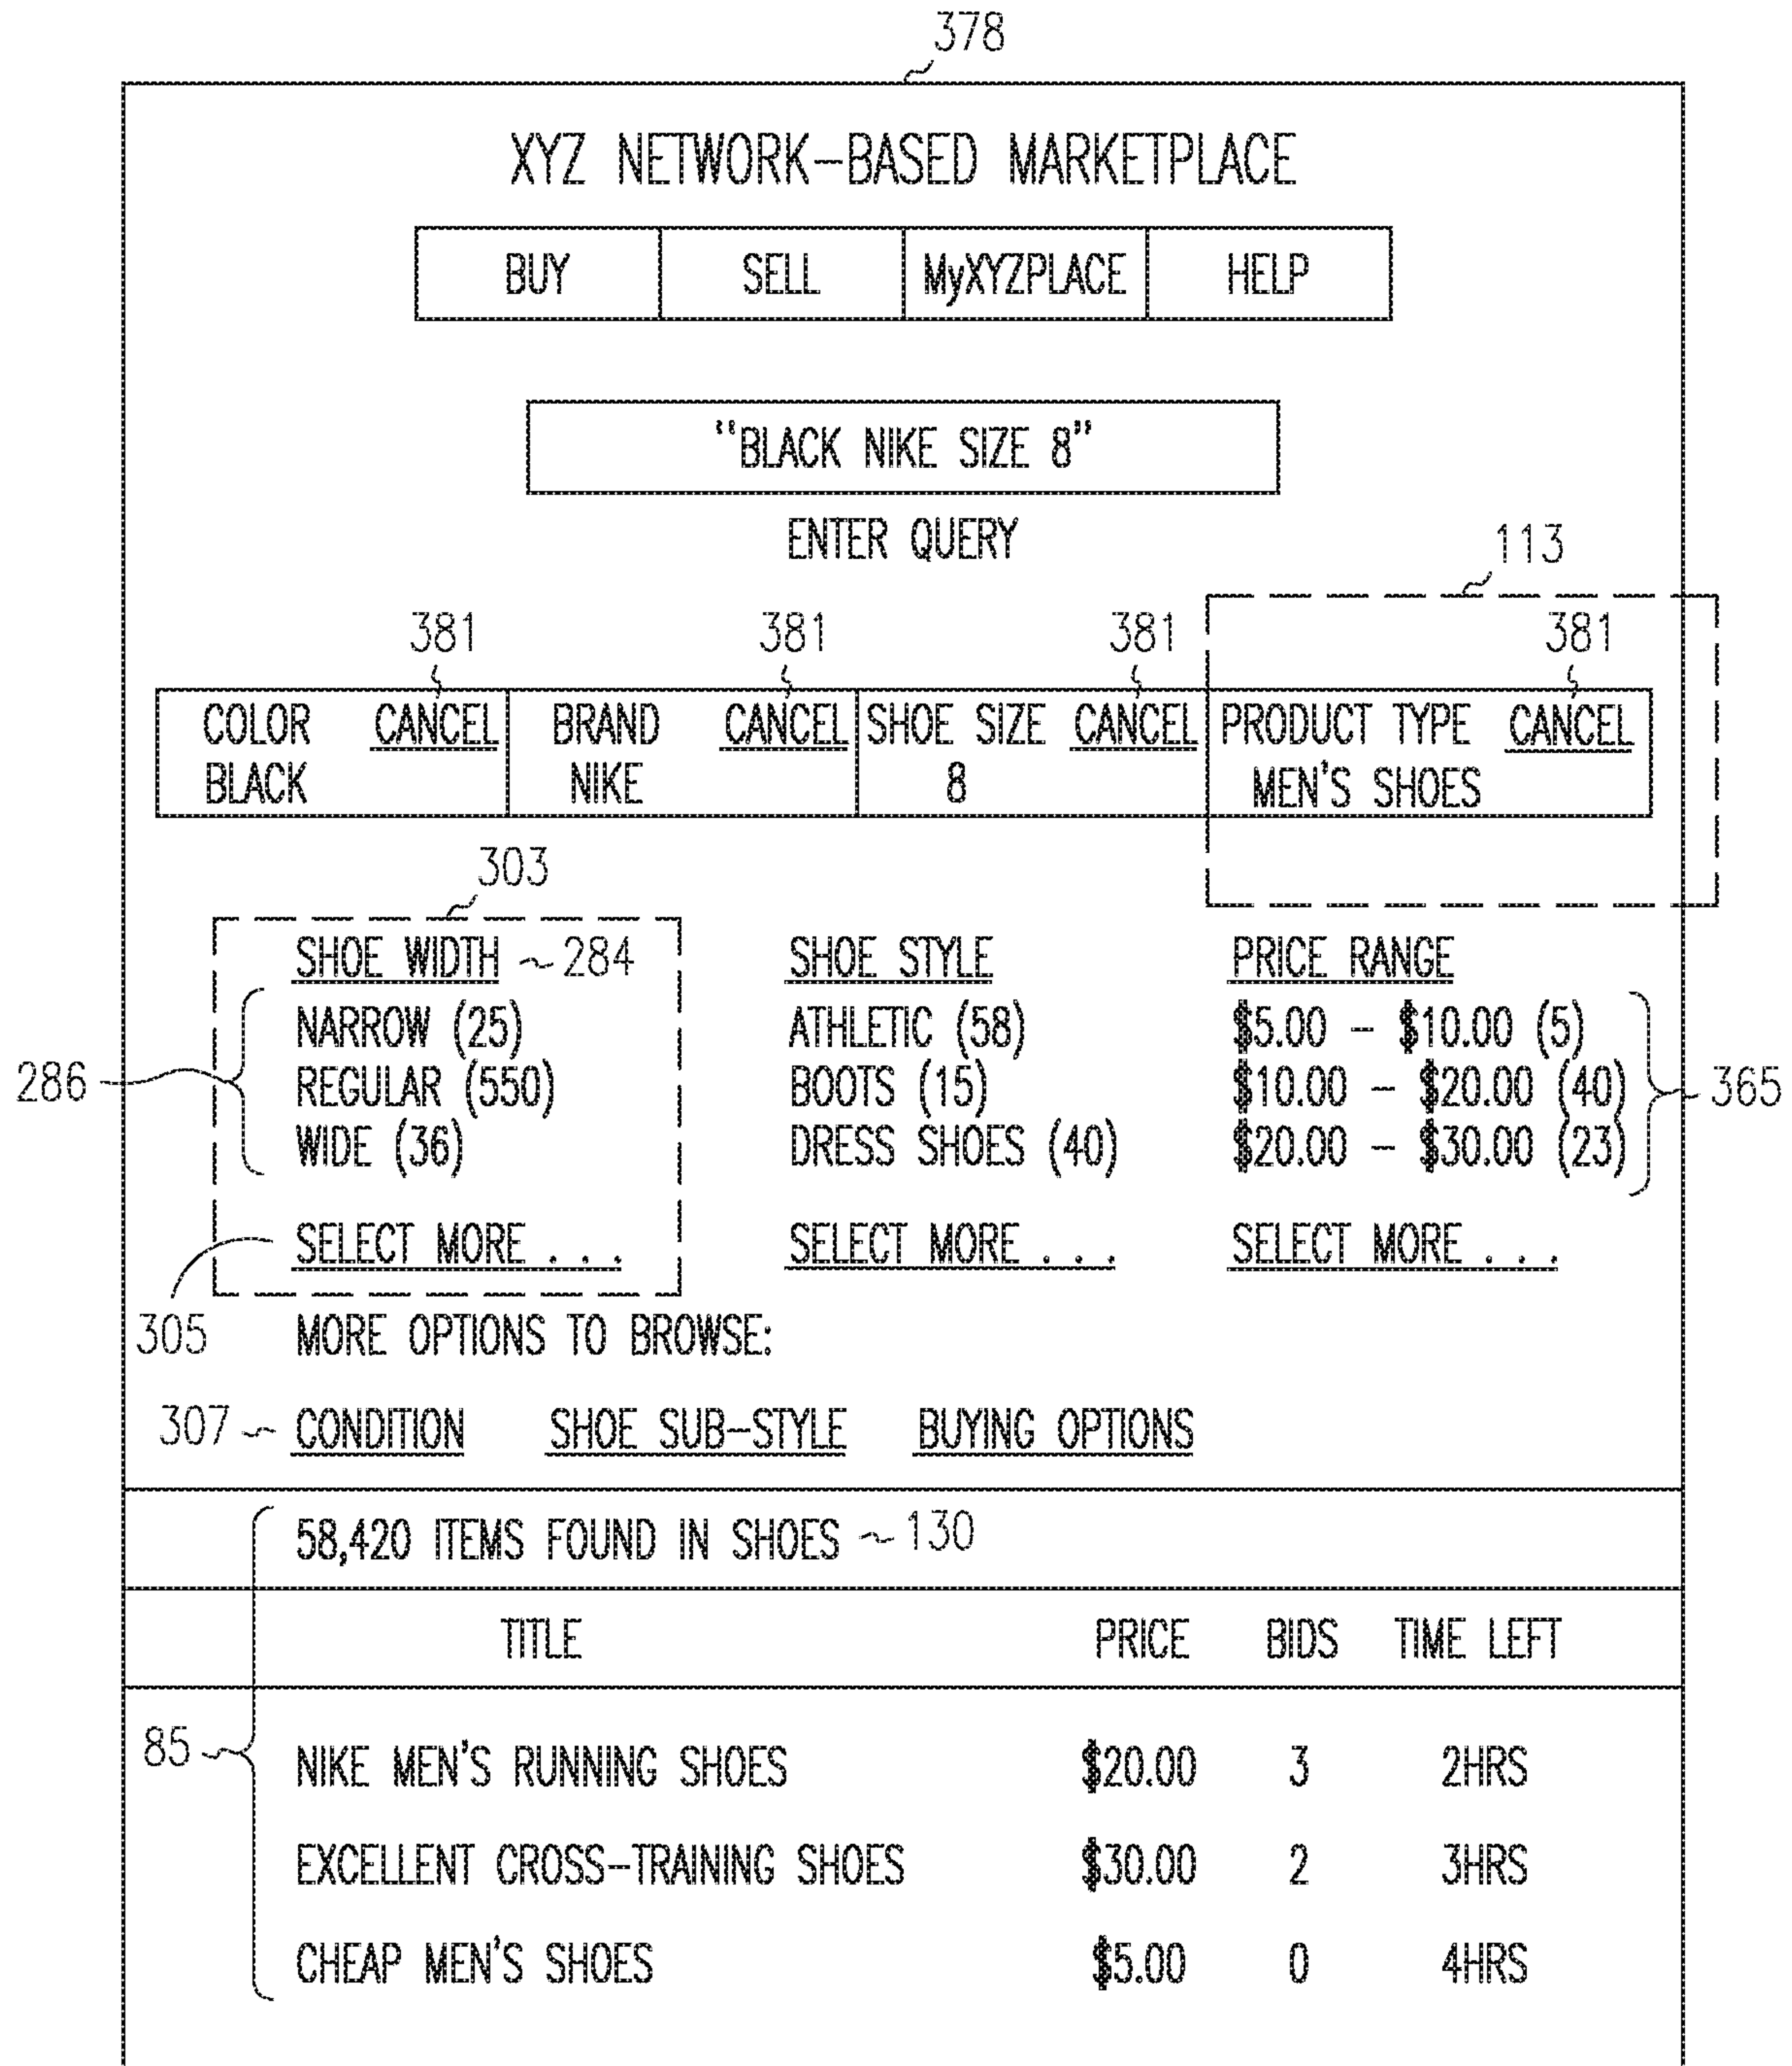 378
XYZ NETWORK-BASED MARKETPLACE
BUY SELL MyXYZPLACE HELP
"BLACK NIKE SIZE 8"
ENTER QUERY
113
381 381 381 381
COLOR CANCEL BRAND CANCEL SHOE SIZE CANCEL PRODUCT TYPE CANCEL
BLACK NIKE 8 MEN'S SHOES
303
SHOE WIDTH 284 SHOE STYLE PRICE RANGE
NARROW (25) ATHLETIC (58) $5.00 - $10.00 (5)
286 REGULAR (550) BOOTS (15) $10.00 - $20.00 (40) 365
WIDE (36) DRESS SHOES (40) $20.00 - $30.00 (23)
SELECT MORE . . . SELECT MORE . . . SELECT MORE . . .
305 MORE OPTIONS TO BROWSE:
307 CONDITION SHOE SUB-STYLE BUYING OPTIONS
58,420 ITEMS FOUND IN SHOES 130
TITLE PRICE BIDS TIME LEFT
85 NIKE MEN'S RUNNING SHOES $20.00 3 2HRS
EXCELLENT CROSS-TRAINING SHOES $30.00 2 3HRS
CHEAP MEN'S SHOES $5.00 0 4HRS